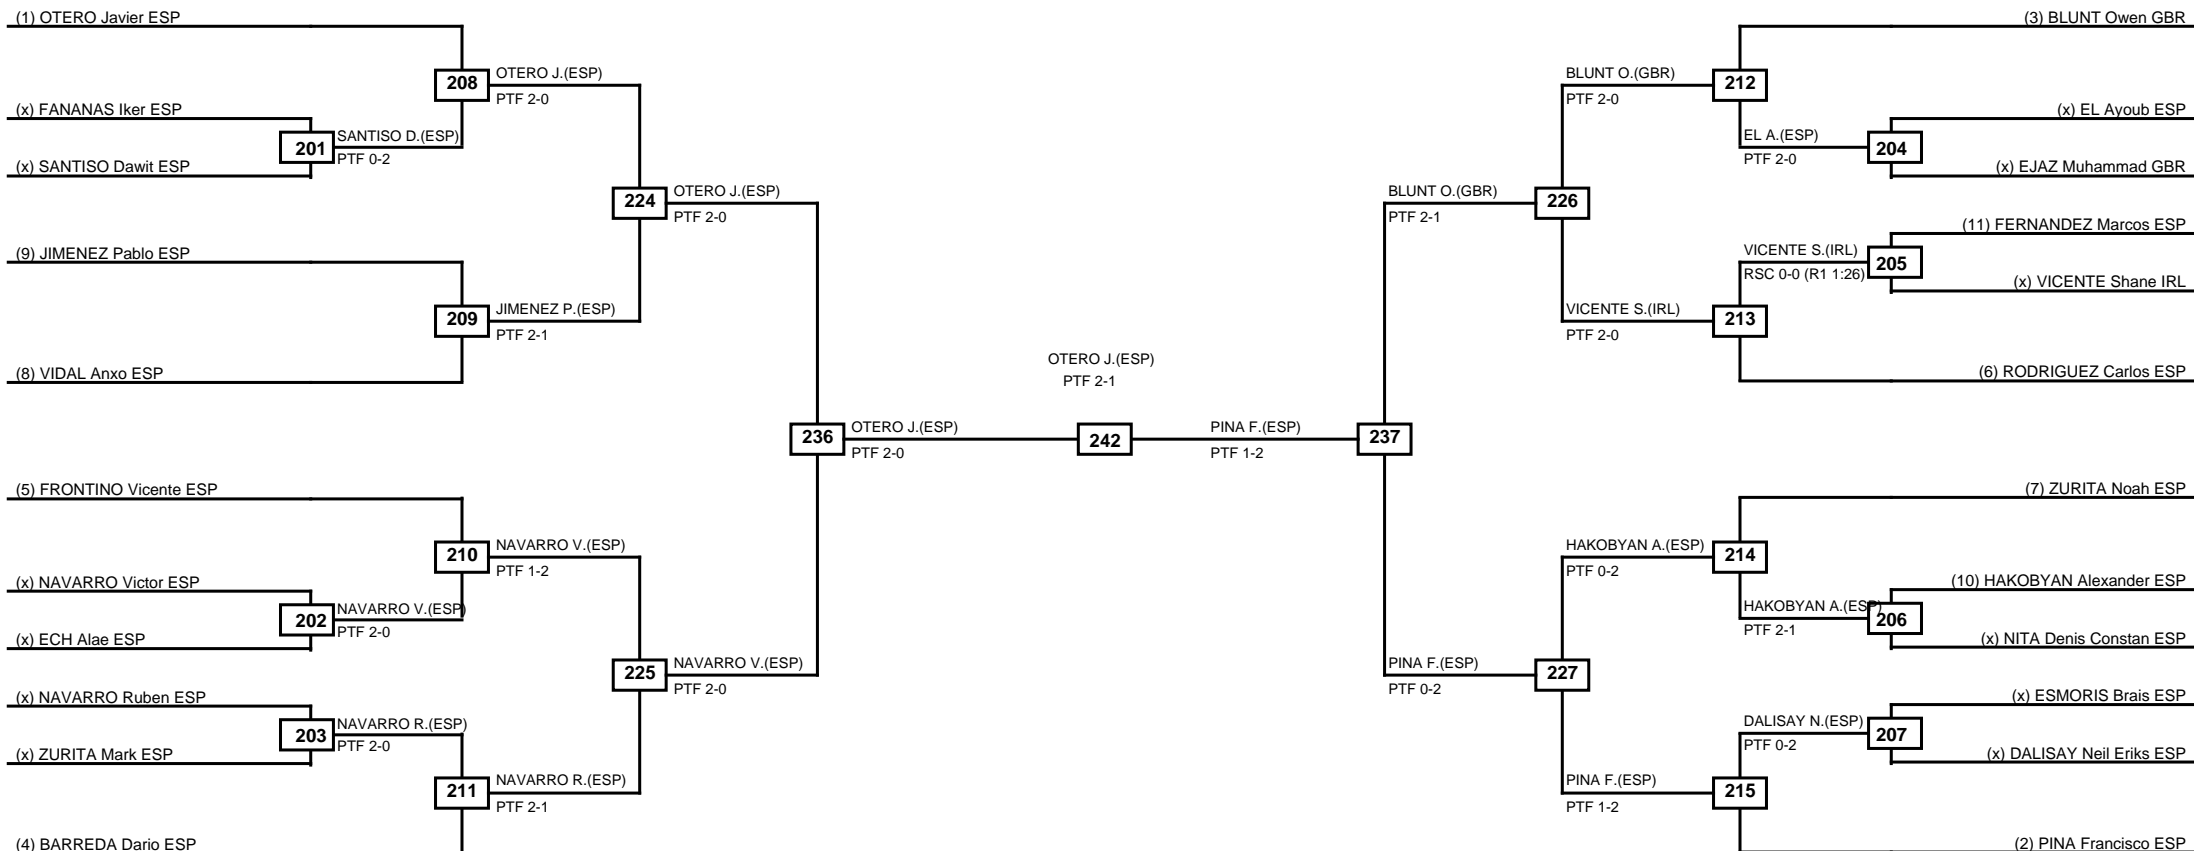 (1) OTERO Javier ESP
(x) FANANAS Iker ESP
(x) SANTISO Dawit ESP
(9) JIMENEZ Pablo ESP
(8) VIDAL Anxo ESP
(5) FRONTINO Vicente ESP
(x) NAVARRO Victor ESP
(x) ECH Alae ESP
(x) NAVARRO Ruben ESP
(x) ZURITA Mark ESP
(4) BARREDA Dario ESP
201
SANTISO D.(ESP)
PTF 0-2
202
NAVARRO V.(ESP)
PTF 2-0
203
NAVARRO R.(ESP)
PTF 2-0
208
OTERO J.(ESP)
PTF 2-0
209
JIMENEZ P.(ESP)
PTF 2-1
210
NAVARRO V.(ESP)
PTF 1-2
211
NAVARRO R.(ESP)
PTF 2-1
224
OTERO J.(ESP)
PTF 2-0
225
NAVARRO V.(ESP)
PTF 2-0
236
OTERO J.(ESP)
PTF 2-0
OTERO J.(ESP)
PTF 2-1
242
PINA F.(ESP)
PTF 1-2
237
BLUNT O.(GBR)
PTF 2-1
226
PINA F.(ESP)
PTF 0-2
227
BLUNT O.(GBR)
PTF 2-0
212
VICENTE S.(IRL)
PTF 2-0
213
HAKOBYAN A.(ESP)
PTF 0-2
214
PINA F.(ESP)
PTF 1-2
215
EL A.(ESP)
PTF 2-0
204
VICENTE S.(IRL)
RSC 0-0 (R1 1:26)
205
HAKOBYAN A.(ESP)
PTF 2-1
206
DALISAY N.(ESP)
PTF 0-2
207
(3) BLUNT Owen GBR
(x) EL Ayoub ESP
(x) EJAZ Muhammad GBR
(11) FERNANDEZ Marcos ESP
(x) VICENTE Shane IRL
(6) RODRIGUEZ Carlos ESP
(7) ZURITA Noah ESP
(10) HAKOBYAN Alexander ESP
(x) NITA Denis Constan ESP
(x) ESMORIS Brais ESP
(x) DALISAY Neil Eriks ESP
(2) PINA Francisco ESP